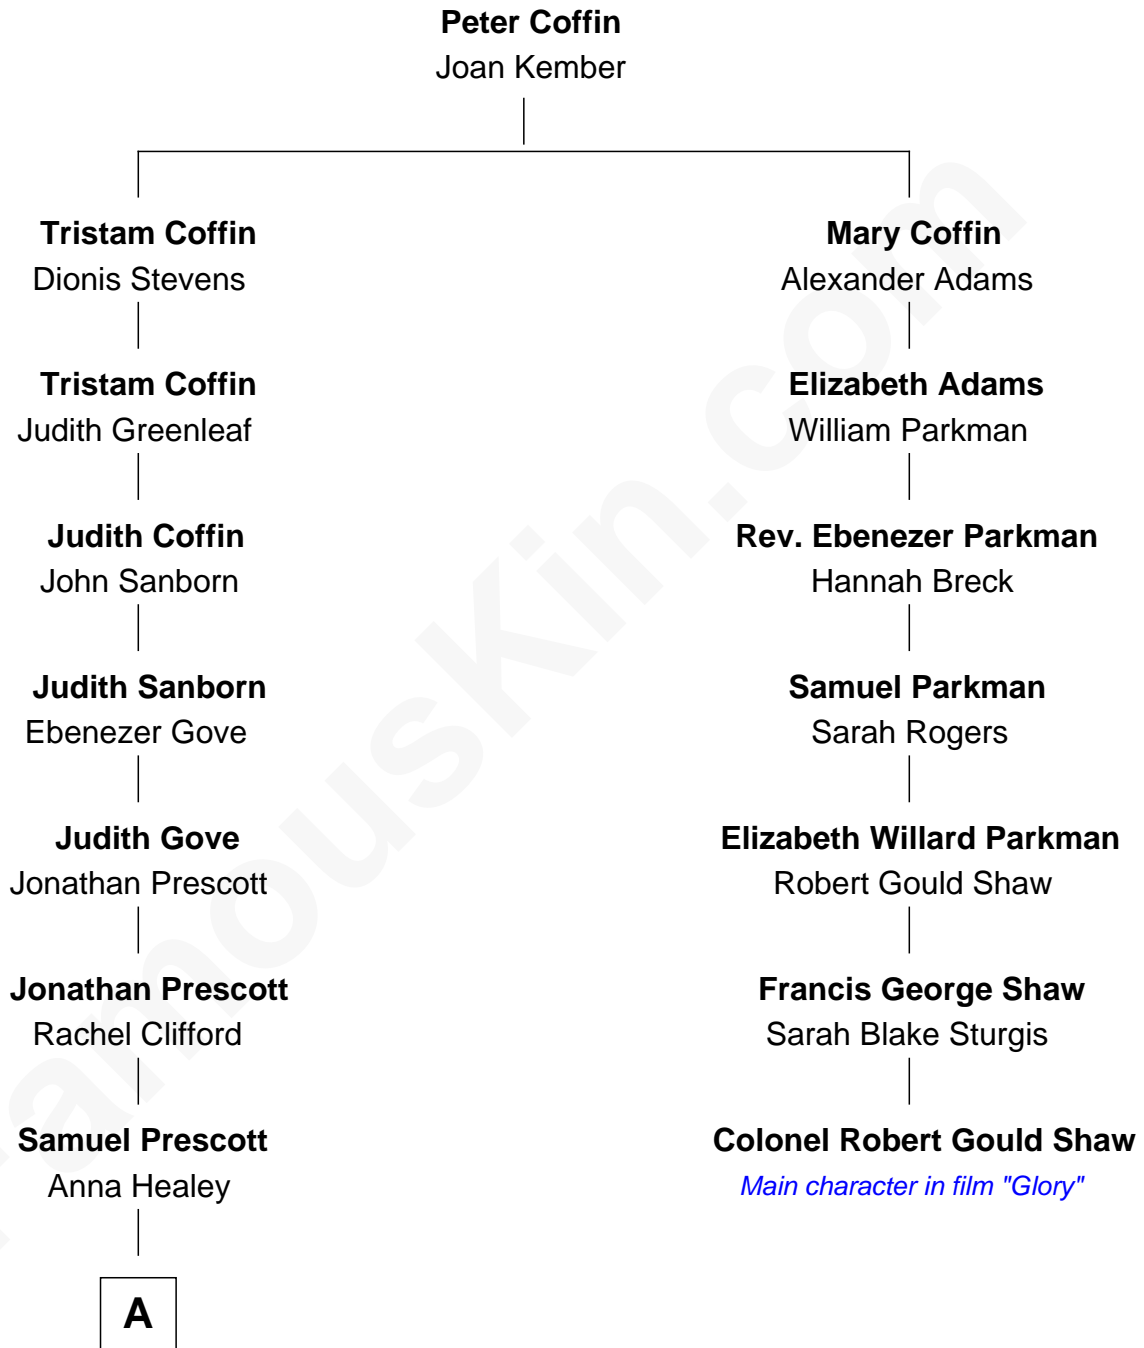 Peter Coffin
Joan Kember
Tristam Coffin
Dionis Stevens
Mary Coffin
Alexander Adams
Tristam Coffin
Judith Greenleaf
Elizabeth Adams
William Parkman
Judith Coffin
John Sanborn
Rev. Ebenezer Parkman
Hannah Breck
Judith Sanborn
Ebenezer Gove
Samuel Parkman
Sarah Rogers
Judith Gove
Jonathan Prescott
Elizabeth Willard Parkman
Robert Gould Shaw
Jonathan Prescott
Rachel Clifford
Francis George Shaw
Sarah Blake Sturgis
Samuel Prescott
Anna Healey
Colonel Robert Gould Shaw
Main character in film "Glory"
A
FamousKin.com